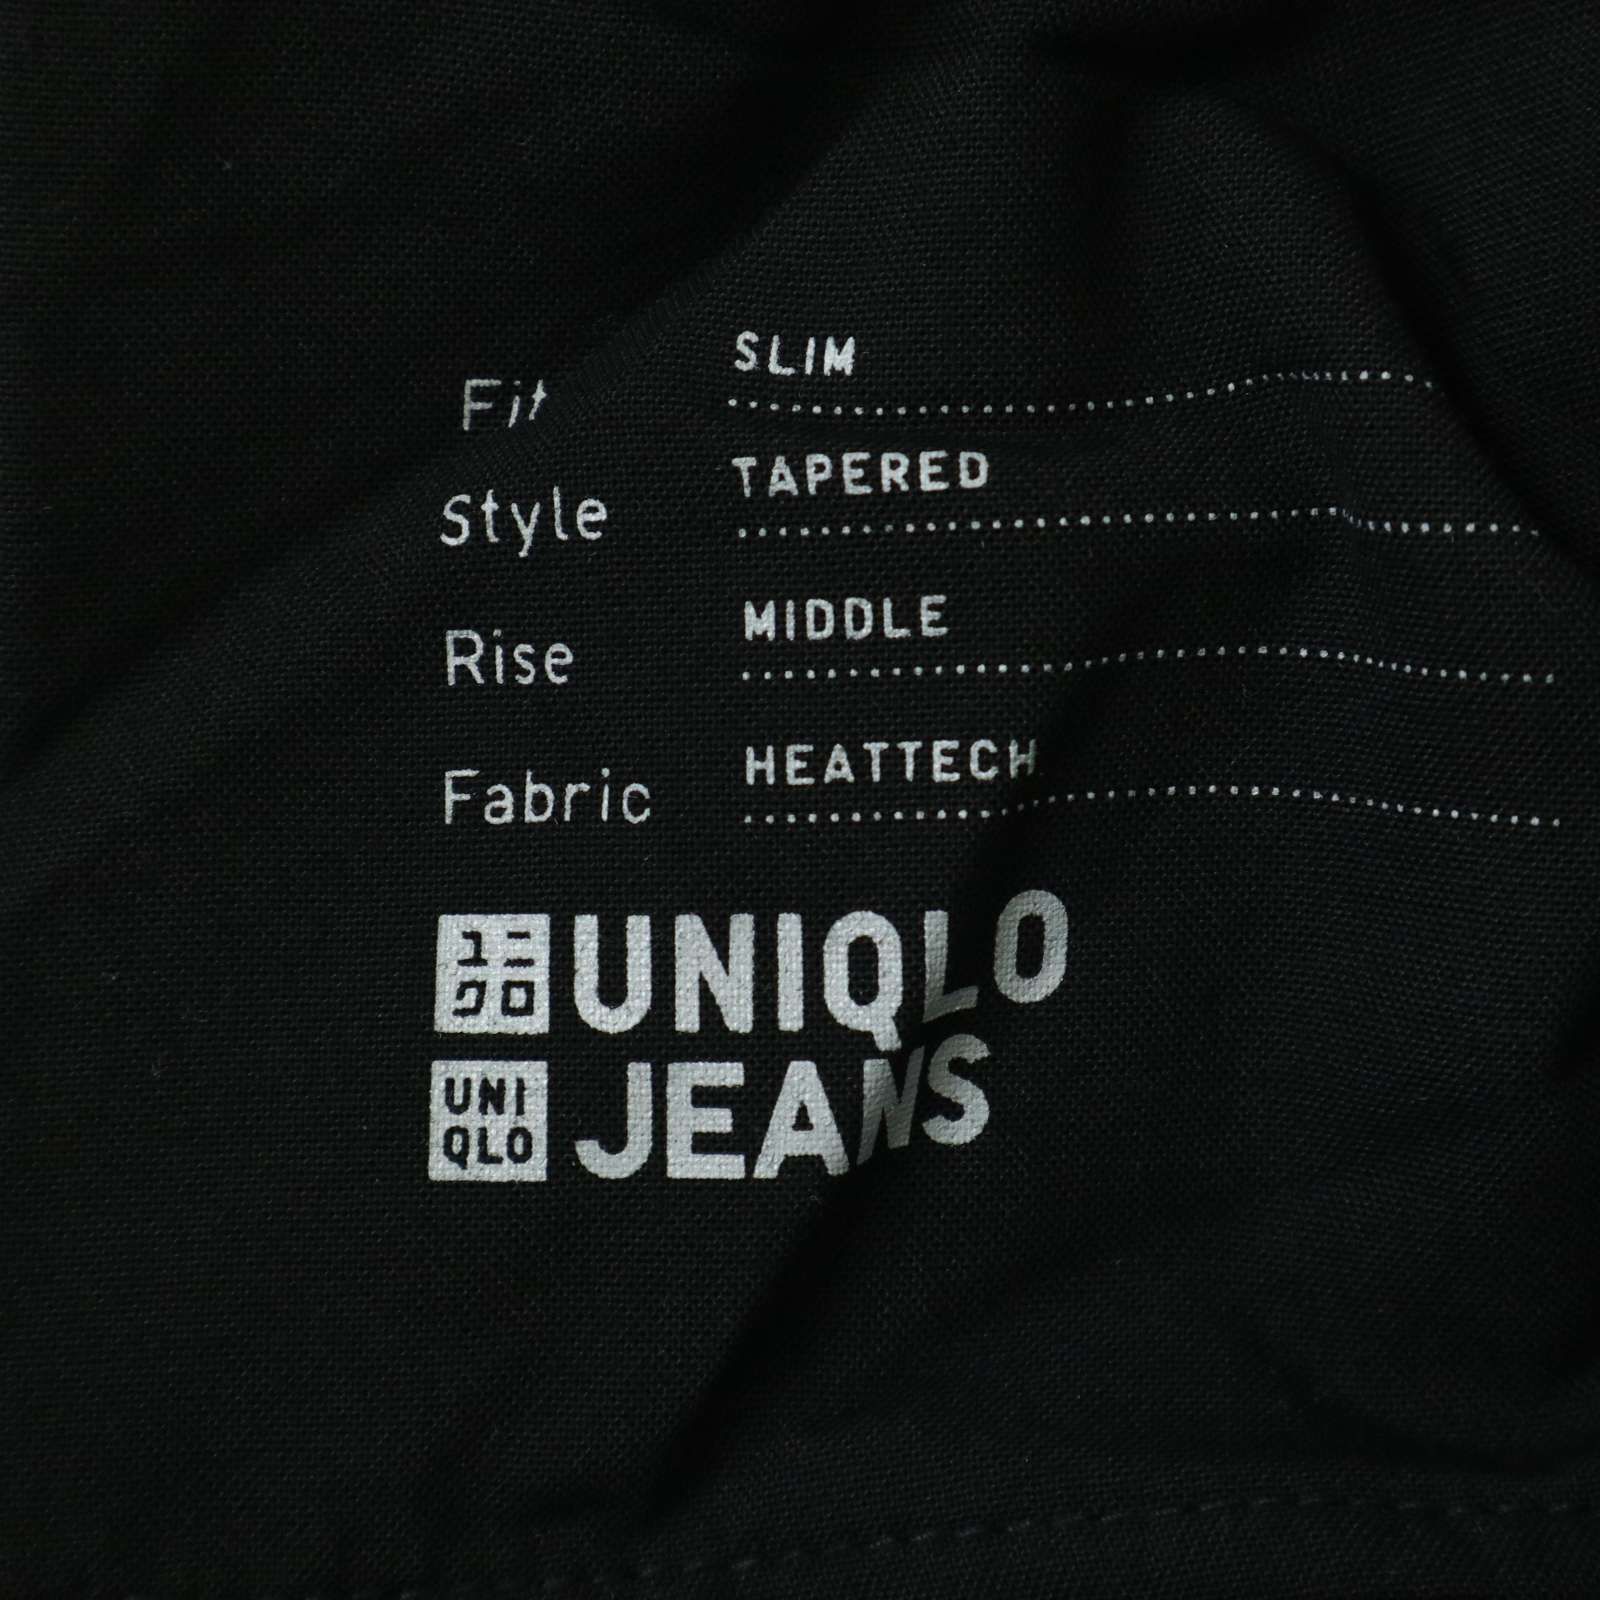 Fit SLIM
Style TAPERED
Rise MIDDLE
Fabric HEATTECH
ユニ
クロ
UNIQLO
UNI
QLO
JEANS